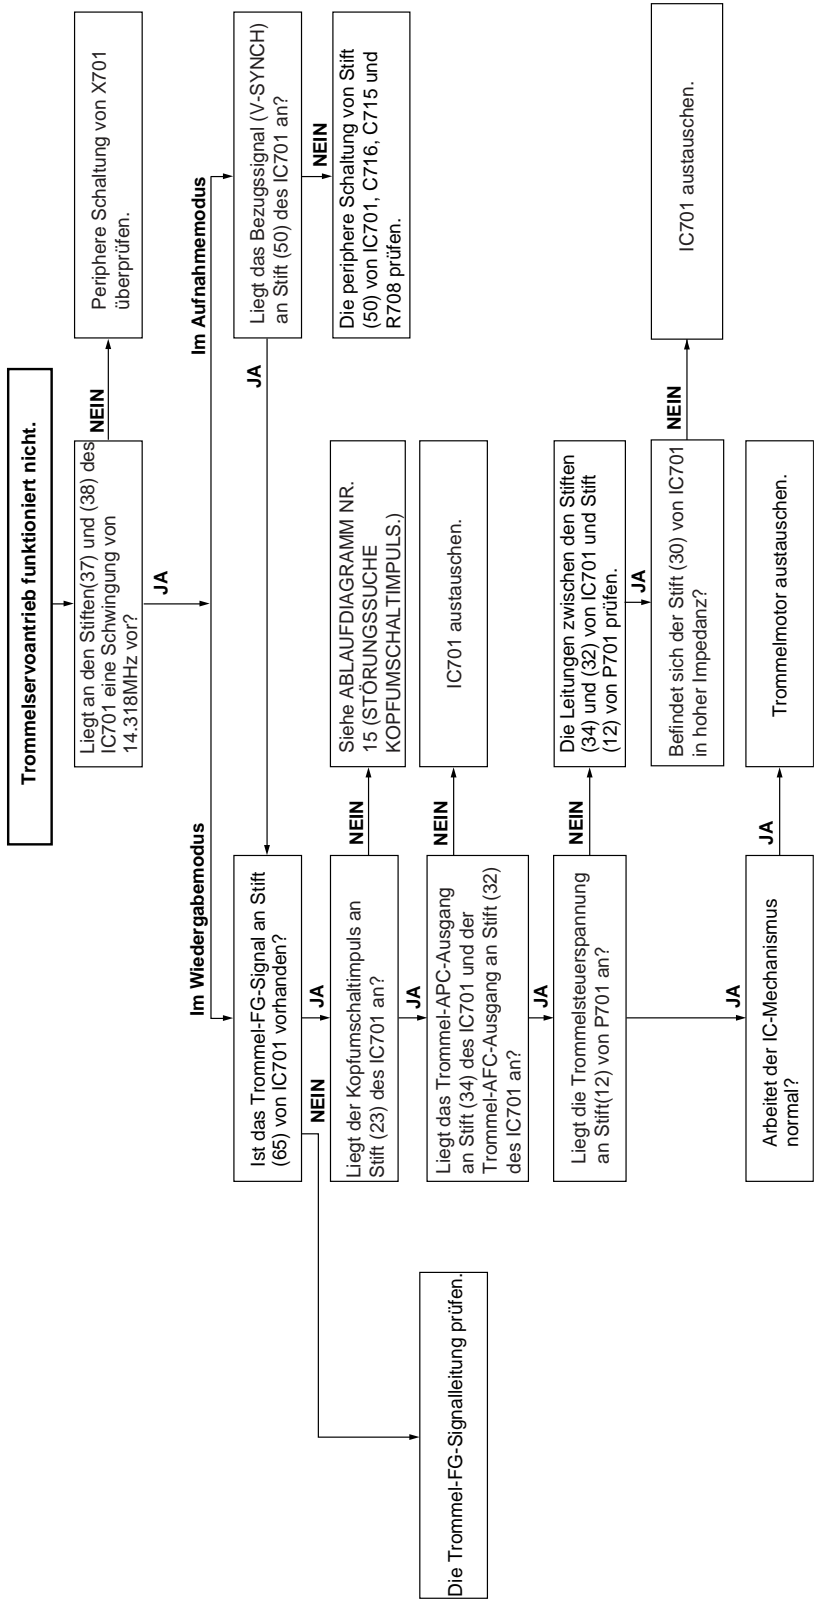 Trommelservoantrieb funktioniert nicht.
Liegt an den Stiften(37) und (38) des
IC701 eine Schwingung von
14.318MHz vor?
NEIN
Periphere Schaltung von X701
überprüfen.
JA
Im Wiedergabemodus
Im Aufnahmemodus
Ist das Trommel-FG-Signal an Stift
(65) von IC701 vorhanden?
JA
Liegt das Bezugssignal (V-SYNCH)
an Stift (50) des IC701 an?
NEIN
Die periphere Schaltung von Stift
(50) von IC701, C716, C715 und
R708 prüfen.
NEIN
JA
Die Trommel-FG-Signalleitung prüfen.
Liegt der Kopfumschaltimpuls an
Stift (23) des IC701 an?
NEIN
Siehe ABLAUFDIAGRAMM NR.
15 (STÖRUNGSSUCHE
KOPFUMSCHALTIMPULS.)
JA
Liegt das Trommel-APC-Ausgang
an Stift (34) des IC701 und der
Trommel-AFC-Ausgang an Stift (32)
des IC701 an?
NEIN
IC701 austauschen.
JA
Liegt die Trommelsteuerspannung
an Stift(12) von P701 an?
NEIN
Die Leitungen zwischen den Stiften
(34) und (32) von IC701 und Stift
(12) von P701 prüfen.
JA
Befindet sich der Stift (30) von IC701
in hoher Impedanz?
NEIN
IC701 austauschen.
JA
Arbeitet der IC-Mechanismus
normal?
JA
Trommelmotor austauschen.